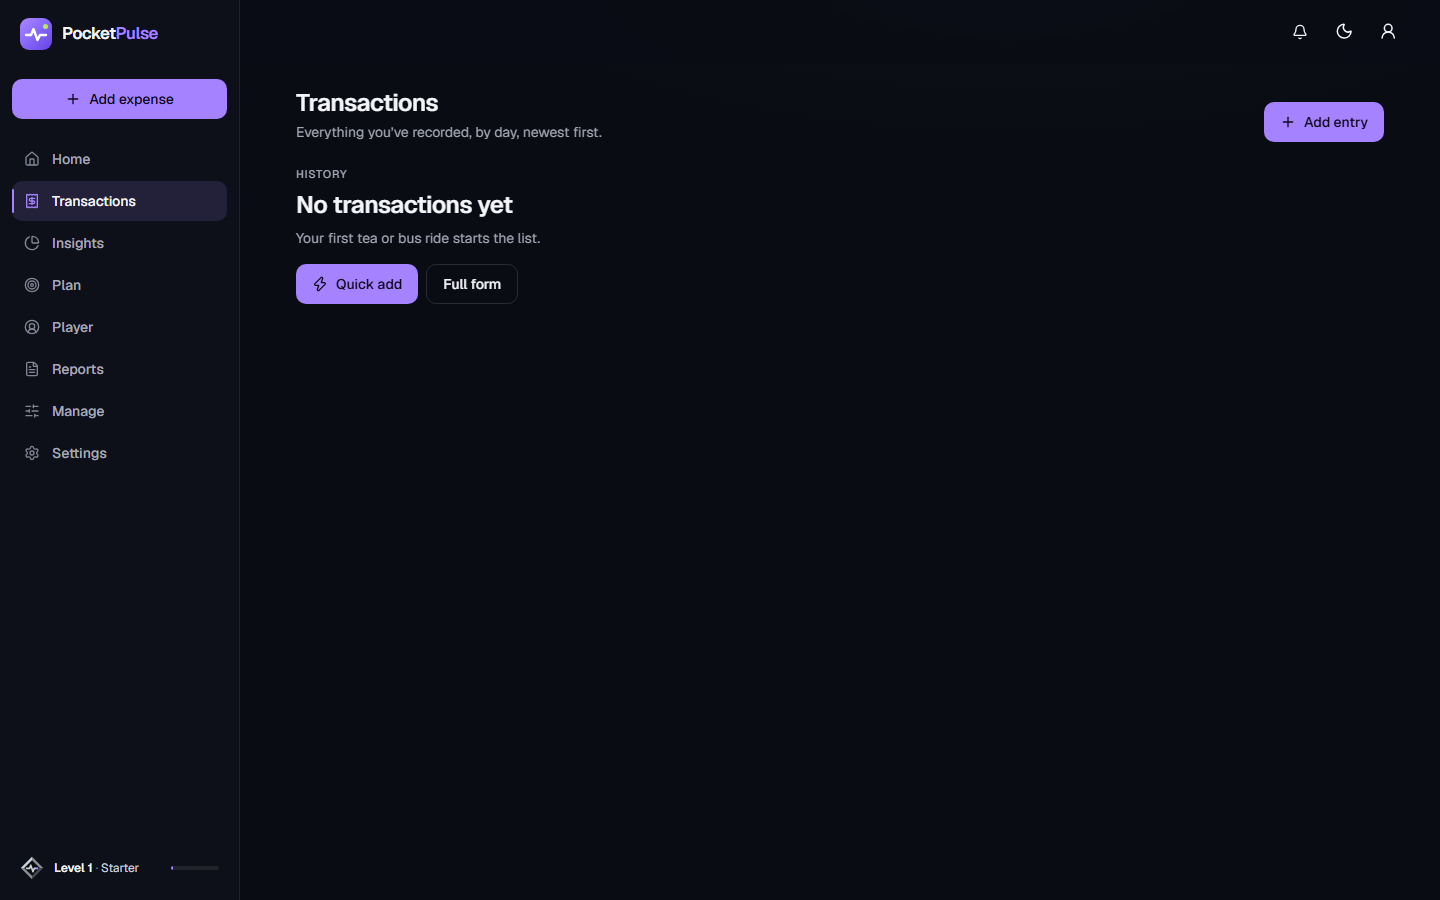 PocketPulse
Add expense
Home
Transactions
Insights
Plan
Player
Reports
Manage
Settings
Level 1 · Starter
Transactions
Everything you've recorded, by day, newest first.
Add entry
HISTORY
No transactions yet
Your first tea or bus ride starts the list.
Quick add
Full form